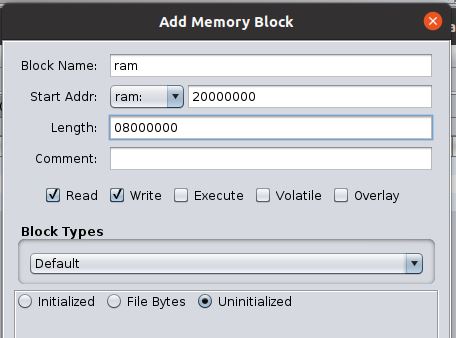 Add Memory Block
Block Name: ram
Start Addr: ram: 20000000
Length: 08000000
Comment:
Read Write Execute Volatile Overlay
Block Types
Default
Initialized File Bytes Uninitialized